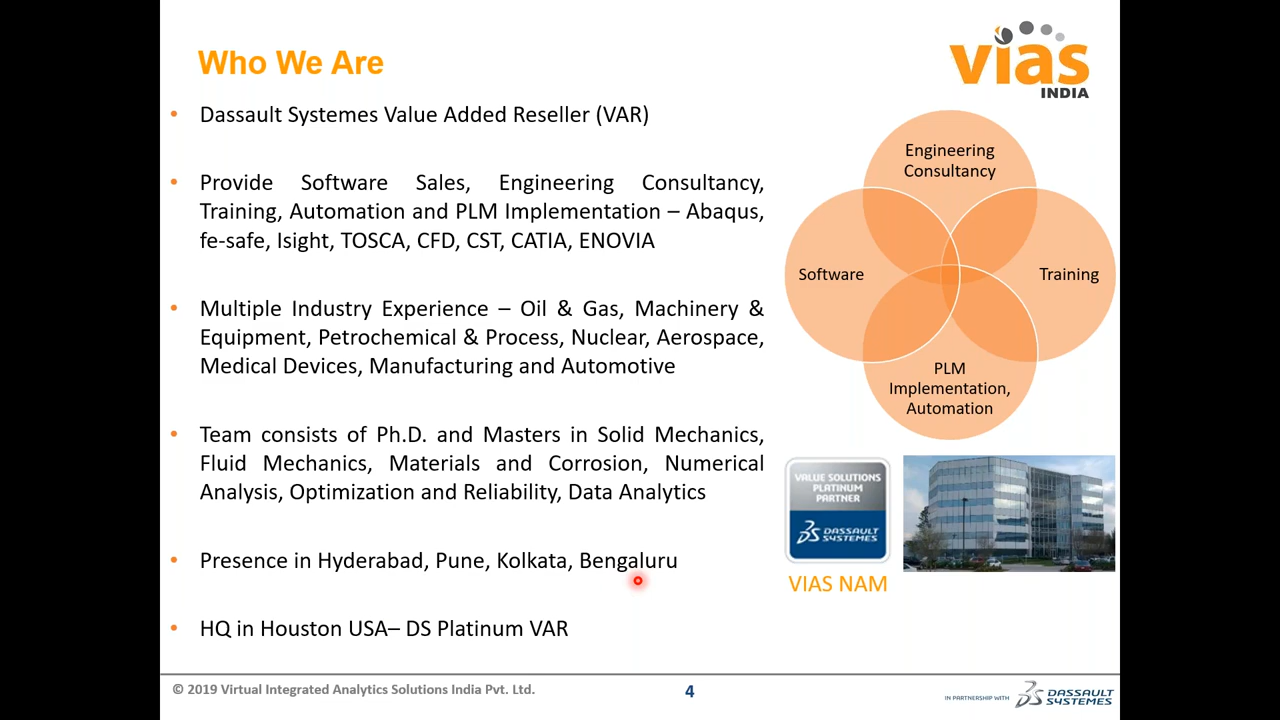 Who We Are
vias
INDIA
• Dassault Systemes Value Added Reseller (VAR)
• Provide Software Sales, Engineering Consultancy,
Training, Automation and PLM Implementation – Abaqus,
fe-safe, Isight, TOSCA, CFD, CST, CATIA, ENOVIA
• Multiple Industry Experience – Oil & Gas, Machinery &
Equipment, Petrochemical & Process, Nuclear, Aerospace,
Medical Devices, Manufacturing and Automotive
• Team consists of Ph.D. and Masters in Solid Mechanics,
Fluid Mechanics, Materials and Corrosion, Numerical
Analysis, Optimization and Reliability, Data Analytics
• Presence in Hyderabad, Pune, Kolkata, Bengaluru
• HQ in Houston USA– DS Platinum VAR
Engineering
Consultancy
Software
Training
PLM
Implementation,
Automation
VALUE SOLUTIONS
PLATINUM
PARTNER
DASSAULT
SYSTEMES
VIAS NAM
© 2019 Virtual Integrated Analytics Solutions India Pvt. Ltd.
4
IN PARTNERSHIP WITH
DASSAULT
SYSTEMES